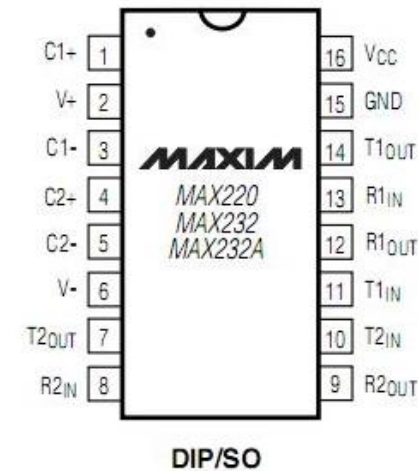 C1+ 1 16 VCC
V+ 2 15 GND
C1- 3 MAXIM 14 T1OUT
C2+ 4 MAX220 13 R1IN
MAX232
C2- 5 MAX232A 12 R1OUT
V- 6 11 T1IN
T2OUT 7 10 T2IN
R2IN 8 9 R2OUT
DIP/SO